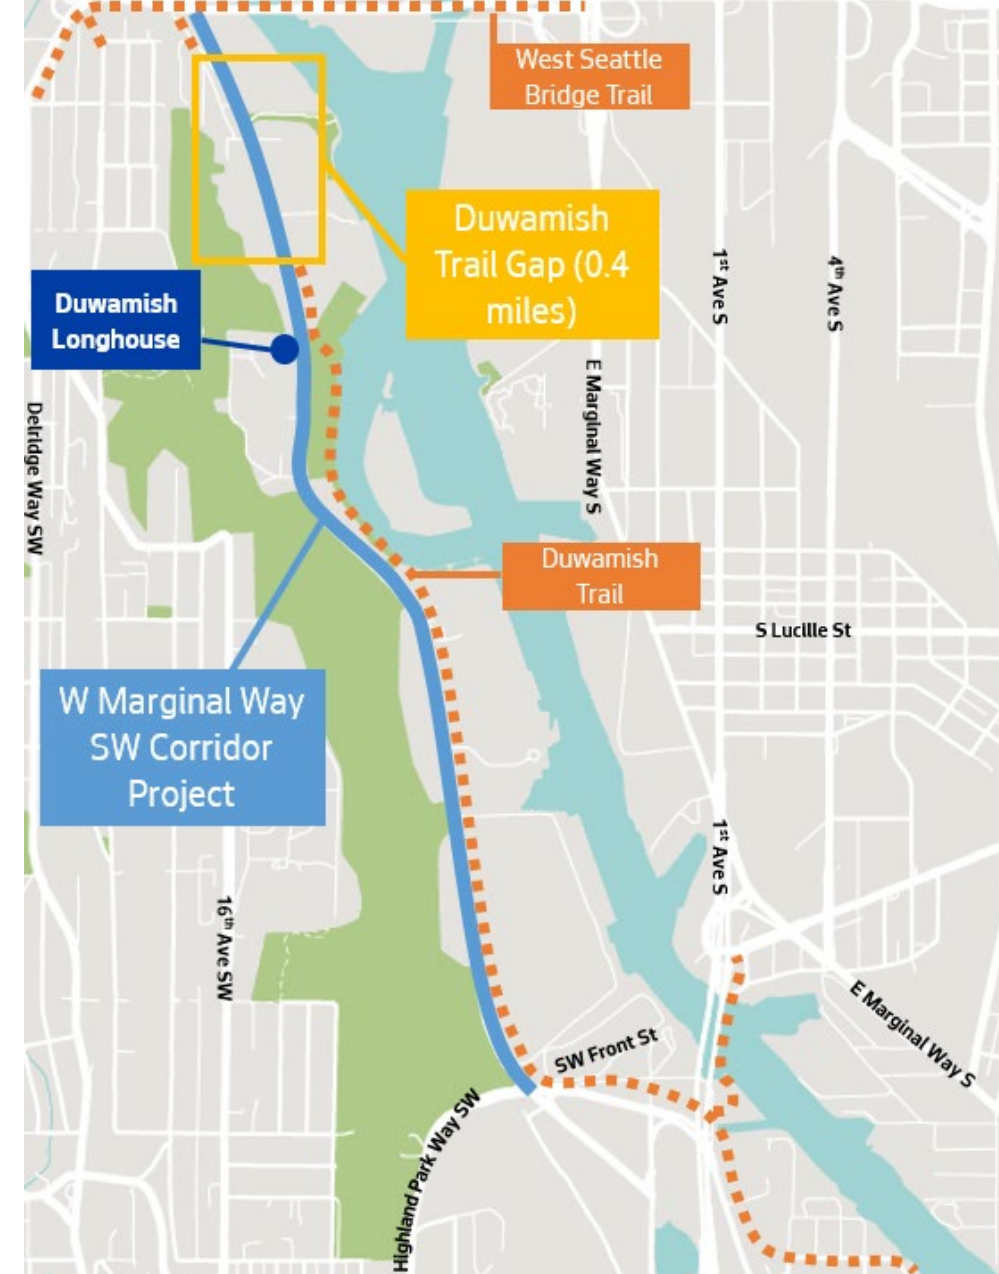 West Seattle
Bridge Trail
Duwamish
Trail Gap (0.4
miles)
1st Ave S
4th Ave S
Duwamish
Longhouse
E Marginal Way S
Delridge Way SW
Duwamish
Trail
S Lucille St
W Marginal Way
SW Corridor
Project
1st Ave S
16th Ave SW
E Marginal Way S
SW Front St
Highland Park Way SW